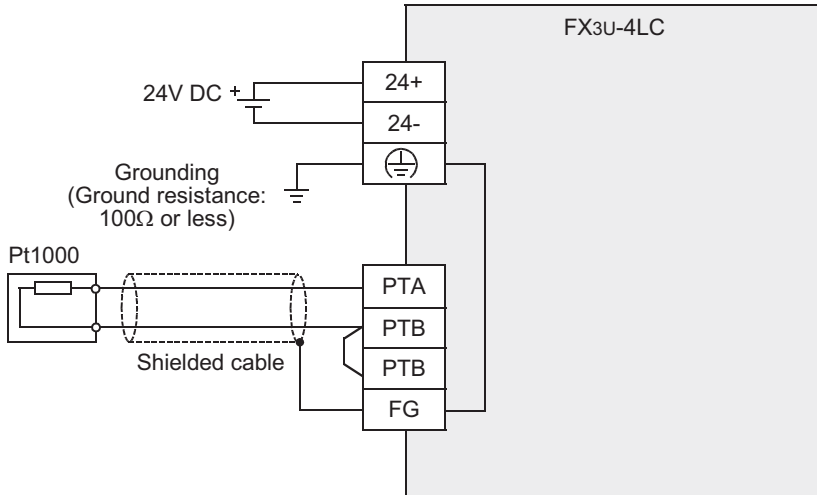 FX3U-4LC
24V DC
+
24+
24-
Grounding
(Ground resistance:
100Ω or less)
Pt1000
Shielded cable
PTA
PTB
PTB
FG